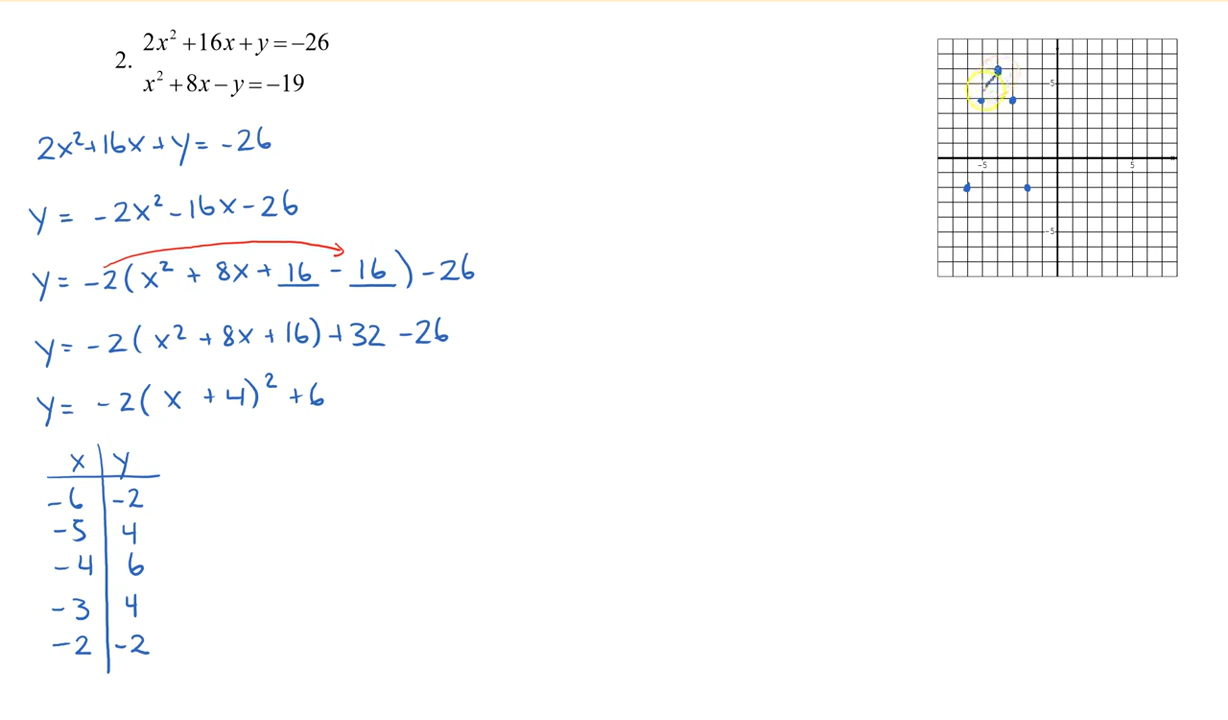 2. 2x² + 16x + y = −26
x² + 8x − y = −19
2x² + 16x + y = -26
y = -2x² - 16x - 26
y = -2(x² + 8x + 16 - 16) - 26
y = -2(x² + 8x + 16) + 32 - 26
y = -2(x + 4)² + 6
x | y
-6 | -2
-5 | 4
-4 | 6
-3 | 4
-2 | -2
5
-5 5
-5